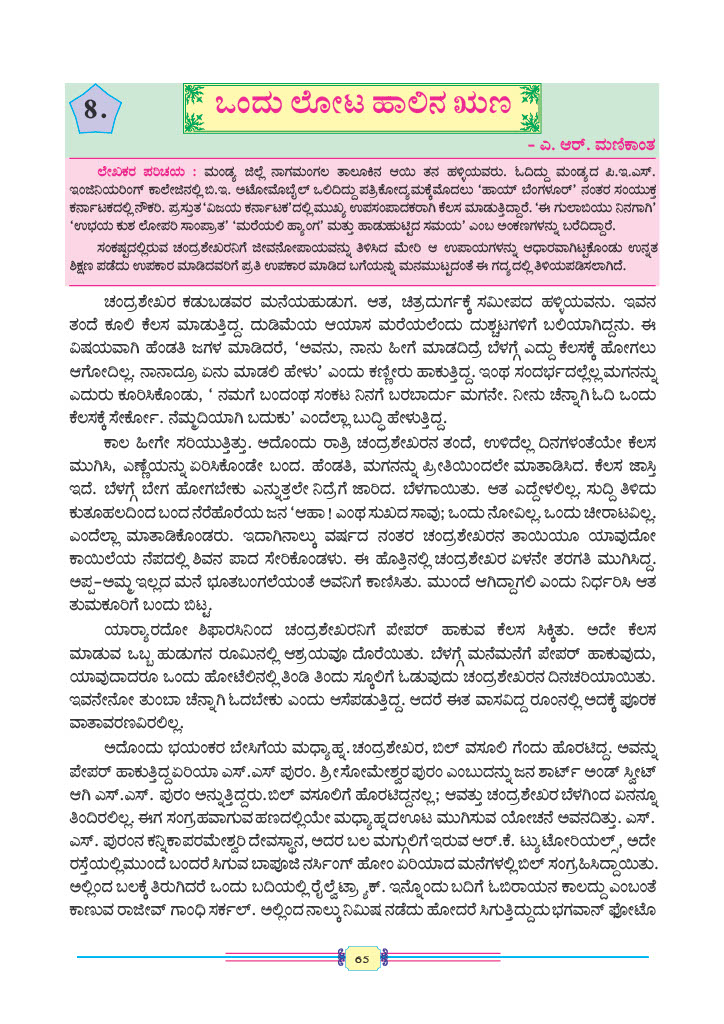 8.
ಒಂದು ಲೋಟ ಹಾಲಿನ ಋಣ
– ಎ. ಆರ್. ಮಣಿಕಾಂತ
ಲೇಖಕರ ಪರಿಚಯ : ಮಂಡ್ಯ ಜಿಲ್ಲೆ ನಾಗಮಂಗಲ ತಾಲೂಕಿನ ಆಯಿ ತನ ಹಳ್ಳಿಯವರು. ಓದಿದ್ದು ಮಂಡ್ಯದ ಪಿ.ಇ.ಎಸ್.
ಇಂಜಿನಿಯರಿಂಗ್ ಕಾಲೇಜಿನಲ್ಲಿ ಬಿ.ಇ. ಅಟೋಮೊಬೈಲ್ ಒಲಿದಿದ್ದು ಪತ್ರಿಕೋದ್ಯಮಕ್ಕೆಮೊದಲು 'ಹಾಯ್ ಬೆಂಗಳೂರ್' ನಂತರ ಸಂಯುಕ್ತ
ಕರ್ನಾಟಕದಲ್ಲಿ ನೌಕರಿ. ಪ್ರಸ್ತುತ 'ವಿಜಯ ಕರ್ನಾಟಕ'ದಲ್ಲಿ ಮುಖ್ಯ ಉಪಸಂಪಾದಕರಾಗಿ ಕೆಲಸ ಮಾಡುತ್ತಿದ್ದಾರೆ. 'ಈ ಗುಲಾಬಿಯು ನಿನಗಾಗಿ'
'ಉಭಯ ಕುಶ ಲೋಪರಿ ಸಾಂಪ್ರಾತ' 'ಮರೆಯಲಿ ಹ್ಯಾಂಗ' ಮತ್ತು ಹಾಡುಹುಟ್ಟಿದ ಸಮಯ' ಎಂಬ ಅಂಕಣಗಳನ್ನು ಬರೆದಿದ್ದಾರೆ.
ಸಂಕಷ್ಟದಲ್ಲಿರುವ ಚಂದ್ರಶೇಖರನಿಗೆ ಜೀವನೋಪಾಯವನ್ನು ತಿಳಿಸಿದ ಮೇರಿ ಆ ಉಪಾಯಗಳನ್ನು ಆಧಾರವಾಗಿಟ್ಟಕೊಂಡು ಉನ್ನತ
ಶಿಕ್ಷಣ ಪಡೆದು ಉಪಕಾರ ಮಾಡಿದವರಿಗೆ ಪ್ರತಿ ಉಪಕಾರ ಮಾಡಿದ ಬಗೆಯನ್ನು ಮನಮುಟ್ಟದಂತೆ ಈ ಗದ್ಯದಲ್ಲಿ ತಿಳಿಯಪಡಿಸಲಾಗಿದೆ.
ಚಂದ್ರಶೇಖರ ಕಡುಬಡವರ ಮನೆಯಹುಡುಗ. ಆತ, ಚಿತ್ರದುರ್ಗಕ್ಕೆ ಸಮೀಪದ ಹಳ್ಳಿಯವನು. ಇವನ
ತಂದೆ ಕೂಲಿ ಕೆಲಸ ಮಾಡುತ್ತಿದ್ದ. ದುಡಿಮೆಯ ಆಯಾಸ ಮರೆಯಲೆಂದು ದುಶ್ಚಟಗಳಿಗೆ ಬಲಿಯಾಗಿದ್ದನು. ಈ
ವಿಷಯವಾಗಿ ಹೆಂಡತಿ ಜಗಳ ಮಾಡಿದರೆ, 'ಅವನು, ನಾನು ಹೀಗೆ ಮಾಡದಿದ್ರೆ ಬೆಳಗ್ಗೆ ಎದ್ದು ಕೆಲಸಕ್ಕೆ ಹೋಗಲು
ಆಗೋದಿಲ್ಲ. ನಾನಾದ್ರೂ ಏನು ಮಾಡಲಿ ಹೇಳು' ಎಂದು ಕಣ್ಣೀರು ಹಾಕುತ್ತಿದ್ದ. ಇಂಥ ಸಂದರ್ಭದಲ್ಲೆಲ್ಲ ಮಗನನ್ನು
ಎದುರು ಕೂರಿಸಿಕೊಂಡು, ' ನಮಗೆ ಬಂದಂಥ ಸಂಕಟ ನಿನಗೆ ಬರಬಾರ್ದು ಮಗನೇ. ನೀನು ಚೆನ್ನಾಗಿ ಓದಿ ಒಂದು
ಕೆಲಸಕ್ಕೆ ಸೇರ್ಕೋ. ನೆಮ್ಮದಿಯಾಗಿ ಬದುಕು' ಎಂದೆಲ್ಲಾ ಬುದ್ಧಿ ಹೇಳುತ್ತಿದ್ದ.
ಕಾಲ ಹೀಗೇ ಸರಿಯುತ್ತಿತ್ತು. ಅದೊಂದು ರಾತ್ರಿ ಚಂದ್ರಶೇಖರನ ತಂದೆ, ಉಳಿದೆಲ್ಲ ದಿನಗಳಂತೆಯೇ ಕೆಲಸ
ಮುಗಿಸಿ, ಎಣ್ಣೆಯನ್ನು ಏರಿಸಿಕೊಂಡೇ ಬಂದ. ಹೆಂಡತಿ, ಮಗನನ್ನು ಪ್ರೀತಿಯಿಂದಲೇ ಮಾತಾಡಿಸಿದ. ಕೆಲಸ ಜಾಸ್ತಿ
ಇದೆ. ಬೆಳಗ್ಗೆ ಬೇಗ ಹೋಗಬೇಕು ಎನ್ನುತ್ತಲೇ ನಿದ್ರೆಗೆ ಜಾರಿದ. ಬೆಳಗಾಯಿತು. ಆತ ಎದ್ದೇಳಲಿಲ್ಲ. ಸುದ್ದಿ ತಿಳಿದು
ಕುತೂಹಲದಿಂದ ಬಂದ ನೆರೆಹೊರೆಯ ಜನ 'ಆಹಾ ! ಎಂಥ ಸುಖದ ಸಾವು; ಒಂದು ನೋವಿಲ್ಲ. ಒಂದು ಚೀರಾಟವಿಲ್ಲ.
ಎಂದೆಲ್ಲಾ ಮಾತಾಡಿಕೊಂಡರು. ಇದಾಗಿನಾಲ್ಕು ವರ್ಷದ ನಂತರ ಚಂದ್ರಶೇಖರನ ತಾಯಿಯೂ ಯಾವುದೋ
ಕಾಯಿಲೆಯ ನೆಪದಲ್ಲಿ ಶಿವನ ಪಾದ ಸೇರಿಕೊಂಡಳು. ಈ ಹೊತ್ತಿನಲ್ಲಿ ಚಂದ್ರಶೇಖರ ಏಳನೇ ತರಗತಿ ಮುಗಿಸಿದ್ದ.
ಅಪ್ಪ–ಅಮ್ಮ ಇಲ್ಲದ ಮನೆ ಭೂತಬಂಗಲೆಯಂತೆ ಅವನಿಗೆ ಕಾಣಿಸಿತು. ಮುಂದೆ ಆಗಿದ್ದಾಗಲಿ ಎಂದು ನಿರ್ಧರಿಸಿ ಆತ
ತುಮಕೂರಿಗೆ ಬಂದು ಬಿಟ್ಟ.
ಯಾರ‍್ಯಾರದೋ ಶಿಫಾರಸಿನಿಂದ ಚಂದ್ರಶೇಖರನಿಗೆ ಪೇಪರ್ ಹಾಕುವ ಕೆಲಸ ಸಿಕ್ಕಿತು. ಅದೇ ಕೆಲಸ
ಮಾಡುವ ಒಬ್ಬ ಹುಡುಗನ ರೂಮಿನಲ್ಲಿ ಆಶ್ರಯವೂ ದೊರೆಯಿತು. ಬೆಳಗ್ಗೆ ಮನೆಮನೆಗೆ ಪೇಪರ್ ಹಾಕುವುದು,
ಯಾವುದಾದರೂ ಒಂದು ಹೋಟೆಲಿನಲ್ಲಿ ತಿಂಡಿ ತಿಂದು ಸ್ಕೂಲಿಗೆ ಓಡುವುದು ಚಂದ್ರಶೇಖರನ ದಿನಚರಿಯಾಯಿತು.
ಇವನೇನೋ ತುಂಬಾ ಚೆನ್ನಾಗಿ ಓದಬೇಕು ಎಂದು ಆಸೆಪಡುತ್ತಿದ್ದ. ಆದರೆ ಈತ ವಾಸವಿದ್ದ ರೂಂನಲ್ಲಿ ಅದಕ್ಕೆ ಪೂರಕ
ವಾತಾವರಣವಿರಲಿಲ್ಲ.
ಅದೊಂದು ಭಯಂಕರ ಬೇಸಿಗೆಯ ಮಧ್ಯಾಹ್ನ. ಚಂದ್ರಶೇಖರ, ಬಿಲ್ ವಸೂಲಿ ಗೆಂದು ಹೊರಟಿದ್ದ. ಅವನ್ನು
ಪೇಪರ್ ಹಾಕುತ್ತಿದ್ದ ಏರಿಯಾ ಎಸ್.ಎಸ್ ಪುರಂ. ಶ್ರೀ ಸೋಮೇಶ್ವರ ಪುರಂ ಎಂಬುದನ್ನು ಜನ ಶಾರ್ಟ್ ಅಂಡ್ ಸ್ವೀಟ್
ಆಗಿ ಎಸ್.ಎಸ್. ಪುರಂ ಅನ್ನುತ್ತಿದ್ದರು.ಬಿಲ್ ವಸೂಲಿಗೆ ಹೊರಟಿದ್ದನಲ್ಲ; ಆವತ್ತು ಚಂದ್ರಶೇಖರ ಬೆಳಗಿಂದ ಏನನ್ನೂ
ತಿಂದಿರಲಿಲ್ಲ. ಈಗ ಸಂಗ್ರಹವಾಗುವ ಹಣದಲ್ಲಿಯೇ ಮಧ್ಯಾಹ್ನದ ಊಟ ಮುಗಿಸುವ ಯೋಚನೆ ಅವನದಿತ್ತು. ಎಸ್.
ಎಸ್. ಪುರಂನ ಕನ್ನಿಕಾ ಪರಮೇಶ್ವರಿ ದೇವಸ್ಥಾನ, ಅದರ ಬಲ ಮಗ್ಗುಲಿಗೆ ಇರುವ ಆರ್.ಕೆ. ಟ್ಯುಟೋರಿಯಲ್ಸ್, ಅದೇ
ರಸ್ತೆಯಲ್ಲಿ ಮುಂದೆ ಬಂದರೆ ಸಿಗುವ ಬಾಪೂಜಿ ನರ್ಸಿಂಗ್ ಹೋಂ ಏರಿಯಾದ ಮನೆಗಳಲ್ಲಿ ಬಿಲ್ ಸಂಗ್ರಹಿಸಿದ್ದಾಯಿತು.
ಅಲ್ಲಿಂದ ಬಲಕ್ಕೆ ತಿರುಗಿದರೆ ಒಂದು ಬದಿಯಲ್ಲಿ ರೈಲ್ವೆ ಟ್ರ್ಯಾಕ್. ಇನ್ನೊಂದು ಬದಿಗೆ ಓಬಿರಾಯನ ಕಾಲದ್ದು ಎಂಬಂತೆ
ಕಾಣುವ ರಾಜೀವ್ ಗಾಂಧಿ ಸರ್ಕಲ್. ಅಲ್ಲಿಂದ ನಾಲ್ಕು ನಿಮಿಷ ನಡೆದು ಹೋದರೆ ಸಿಗುತ್ತಿದ್ದುದು ಭಗವಾನ್ ಫೋಟೊ
65